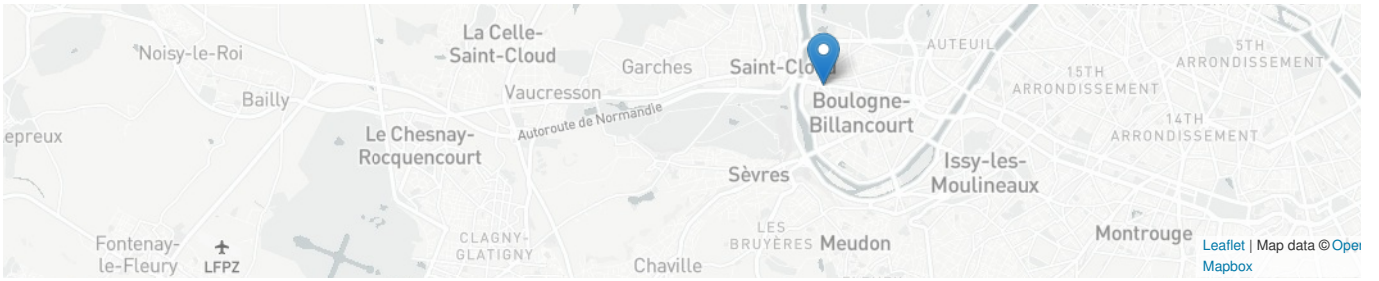 La Celle-
Saint-Cloud
Noisy-le-Roi
Garches
Saint-Cloud
AUTEUIL
5TH
ARRONDISSEMENT
15TH
ARRONDISSEMENT
Vaucresson
Bailly
Boulogne-
Billancourt
Autoroute de Normandie
14TH
ARRONDISSEMENT
epreux
Le Chesnay-
Rocquencourt
Issy-les-
Moulineaux
Sèvres
Fontenay-
le-Fleury
LFPZ
CLAGNY-
GLATIGNY
LES
BRUYÈRES
Meudon
Chaville
Montrouge
Leaflet | Map data © Oper
Mapbox